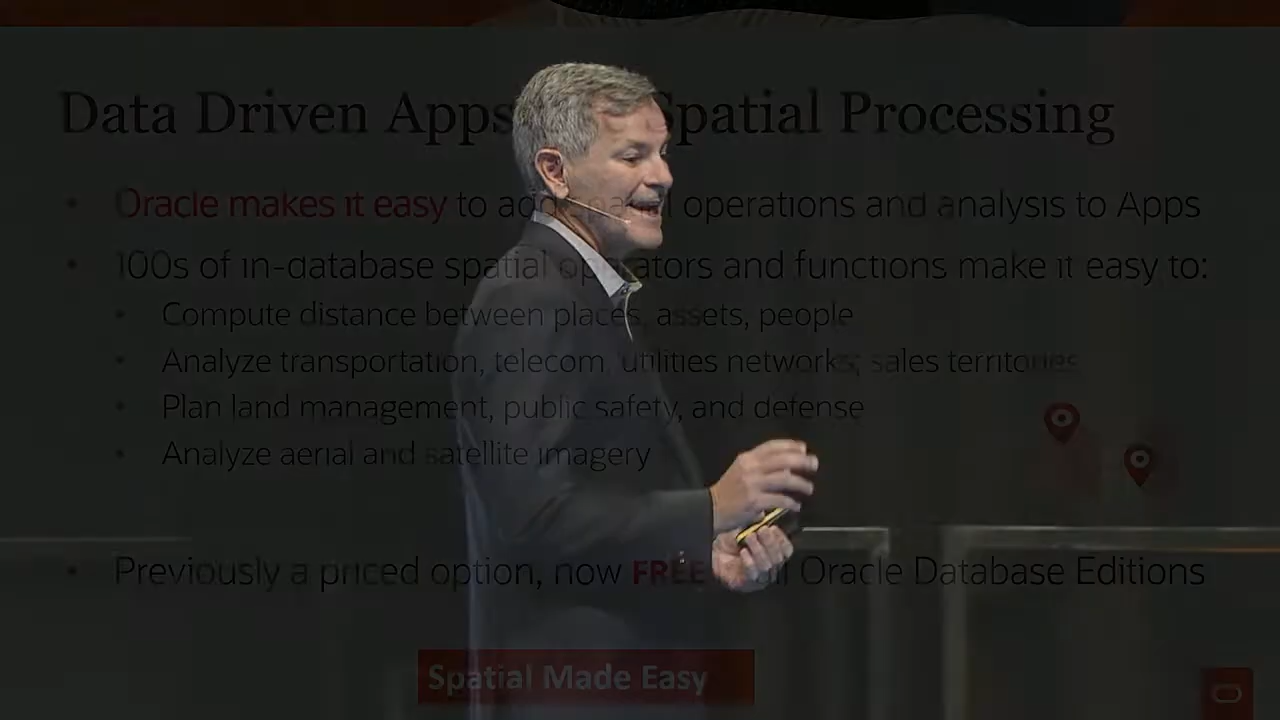 Data Driven Apps Spatial Processing
• Oracle makes it easy to add operations and analysis to Apps
• 100s of in-database spatial operators and functions make it easy to:
• Compute distance between places, assets, people
• Analyze transportation, telecom, utilities networks, sales territories
• Plan land management, public safety, and defense
• Analyze aerial and satellite imagery
• Previously a priced option, now FREE all Oracle Database Editions
Spatial Made Easy